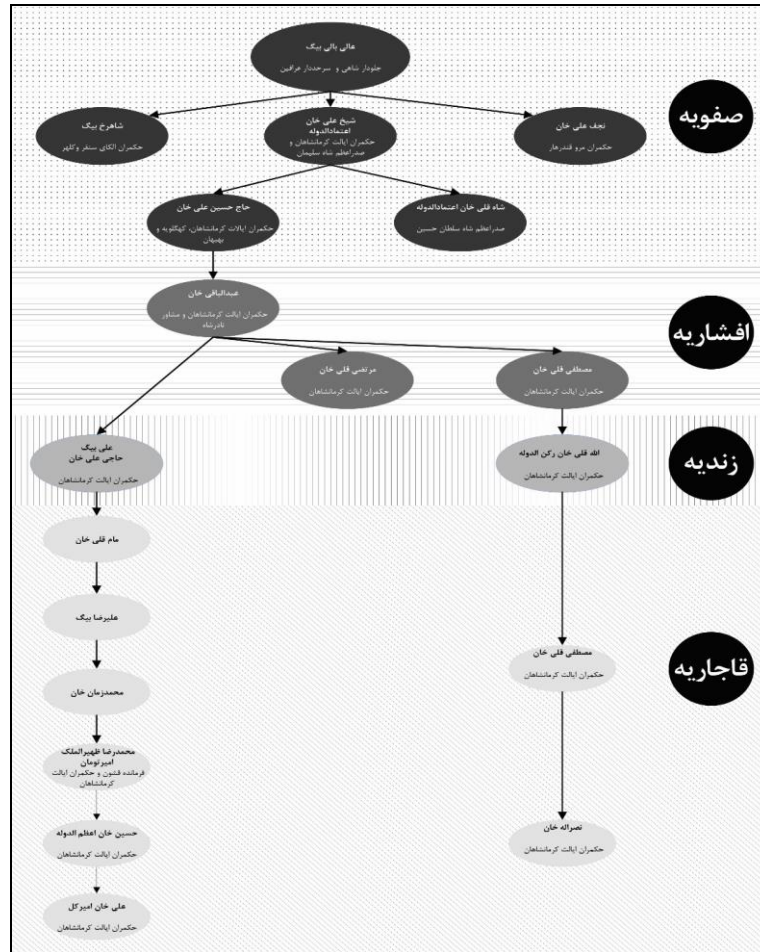 عالی بالی بیگ
جلودار شاهی و سرحددار عراقین
صفویه
نجف علی خان
حکمران مرو قندرهار
شیخ علی خان
اعتمادالدوله
حکمران ایالت کرمانشاهان و
صدراعظم شاه سلیمان
شاهرخ بیگ
حکمران الکای سنقر وکلهر
شاه قلی خان اعتمادالدوله
صدراعظم شاه سلطان حسین
حاج حسین علی خان
حکمران ایالات کرمانشاهان، کهگلویه و
بهبهان
افشاریه
عبدالباقی خان
حکمران ایالت کرمانشاهان و مشاور
نادرشاه
مصطفی قلی خان
حکمران ایالت کرمانشاهان
مرتضی قلی خان
حکمران ایالت کرمانشاهان
زندیه
الله قلی خان رکن الدوله
حکمران ایالت کرمانشاهان
علی بیگ
حاجی علی خان
حکمران ایالت کرمانشاهان
قاجاریه
مام قلی خان
علیرضا بیگ
مصطفی قلی خان
حکمران ایالت کرمانشاهان
محمدزمان خان
محمدرضا ظهیرالملک
امیرتومان
فرمانده قشون و حکمران ایالت
کرمانشاهان
نصراله خان
حکمران ایالت کرمانشاهان
حسین خان اعظم الدوله
حکمران ایالت کرمانشاهان
علی خان امیرکل
حکمران ایالت کرمانشاهان